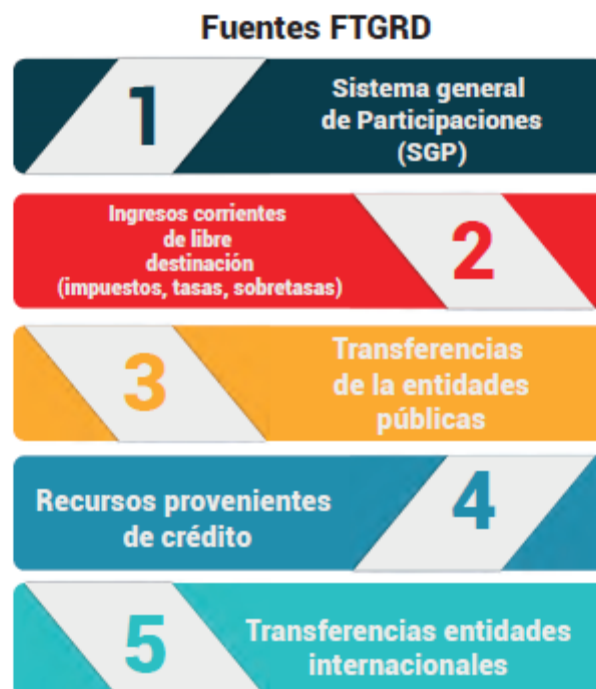 Fuentes FTGRD
1
Sistema general
de Participaciones
(SGP)
Ingresos corrientes
de libre
destinación
(impuestos, tasas, sobretasas)
2
3
Transferencias
de la entidades
públicas
Recursos provenientes
de crédito
4
5
Transferencias entidades
internacionales